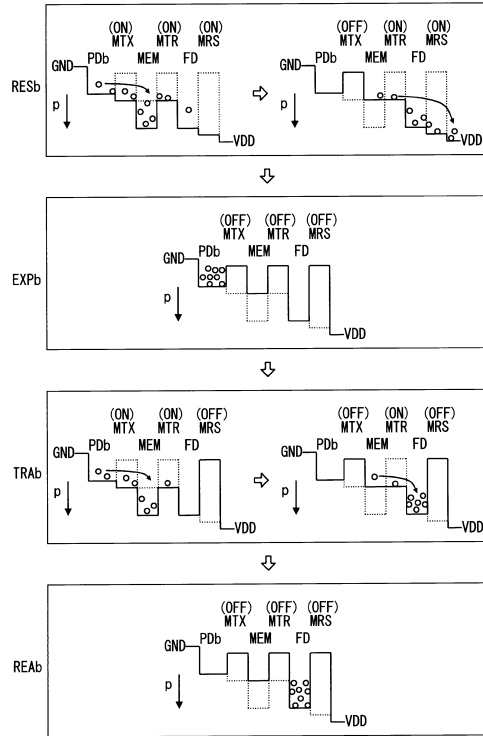 (ON) (ON) (ON)
MTX MTR MRS
PDb MEM FD
GND
RESb
p
VDD
(OFF) (ON) (ON)
MTX MTR MRS
PDb MEM FD
GND
p
VDD
(OFF) (OFF) (OFF)
MTX MTR MRS
PDb MEM FD
GND
EXPb
p
VDD
(ON) (ON) (OFF)
MTX MTR MRS
PDb MEM FD
GND
TRAb
p
VDD
(OFF) (ON) (OFF)
MTX MTR MRS
PDb MEM FD
GND
p
VDD
(OFF) (OFF) (OFF)
MTX MTR MRS
PDb MEM FD
GND
REAb
p
VDD